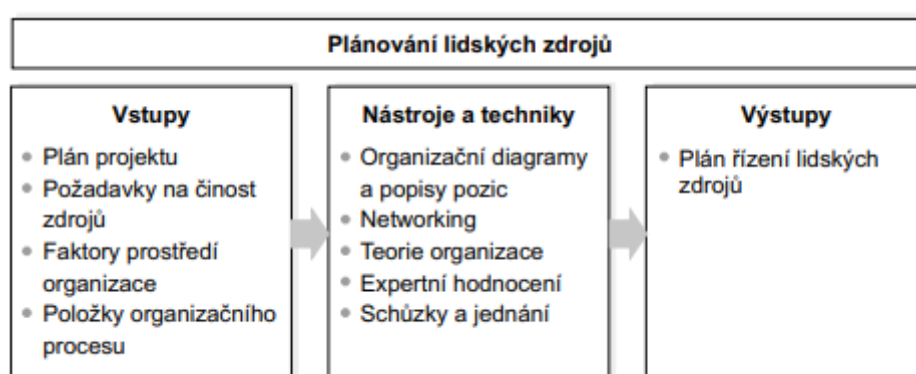 Plánování lidských zdrojů
Vstupy
• Plán projektu
• Požadavky na činost
zdrojů
• Faktory prostředí
organizace
• Položky organizačního
procesu
Nástroje a techniky
• Organizační diagramy
a popisy pozic
• Networking
• Teorie organizace
• Expertní hodnocení
• Schůzky a jednání
Výstupy
• Plán řízení lidských
zdrojů